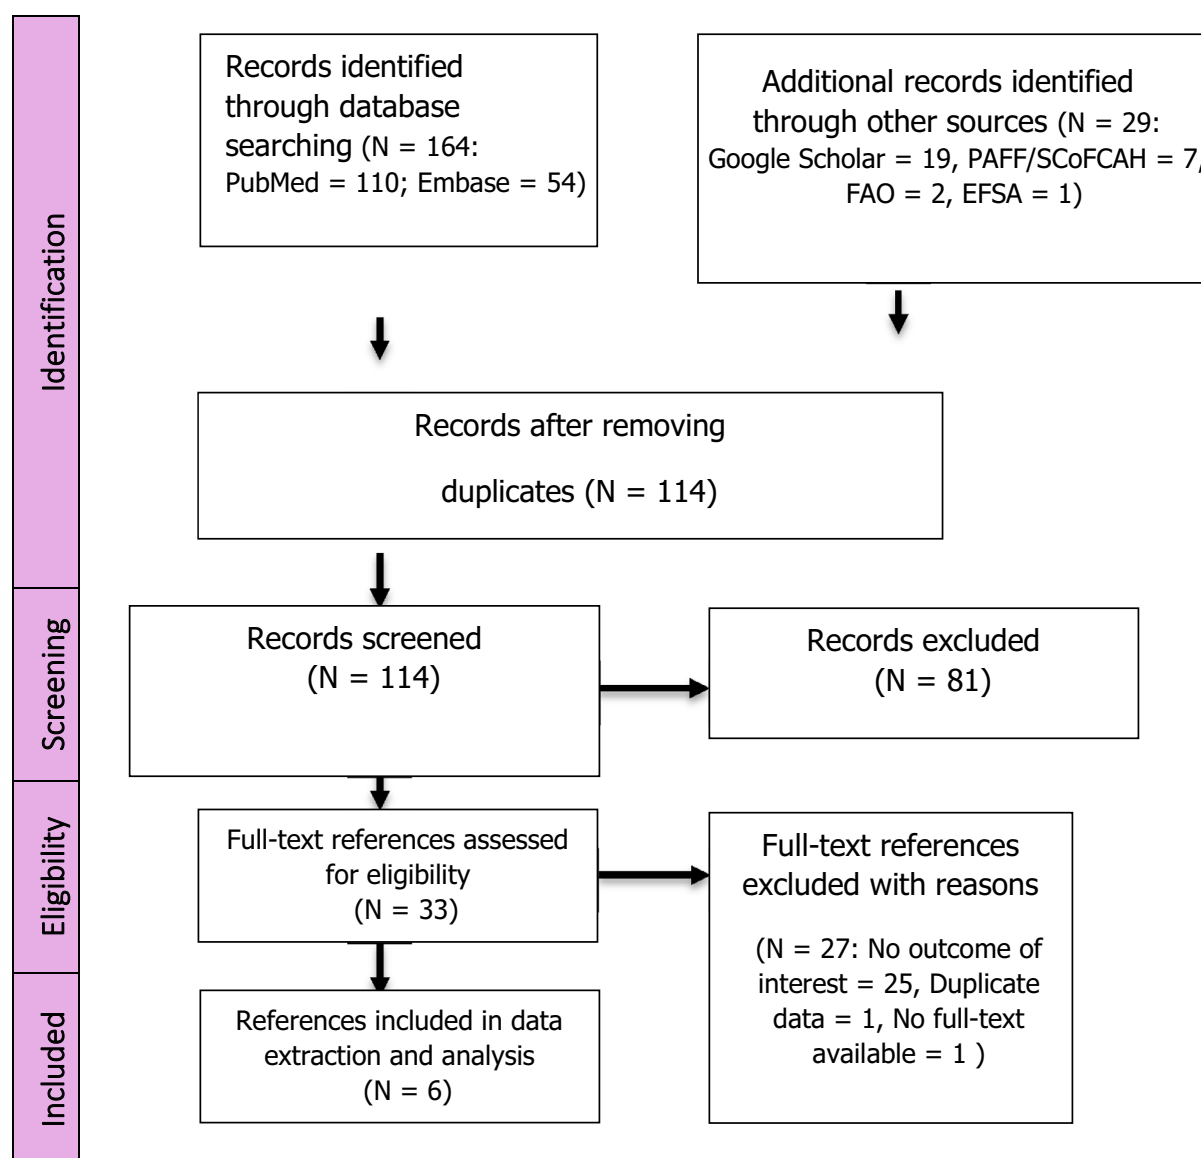 Identification
Records identified
through database
searching (N = 164:
PubMed = 110; Embase = 54)
Additional records identified
through other sources (N = 29:
Google Scholar = 19, PAFF/SCoFCAH = 7,
FAO = 2, EFSA = 1)
Records after removing
duplicates (N = 114)
Screening
Records screened
(N = 114)
Records excluded
(N = 81)
Eligibility
Full-text references assessed
for eligibility
(N = 33)
Full-text references
excluded with reasons
(N = 27: No outcome of
interest = 25, Duplicate
data = 1, No full-text
available = 1 )
Included
References included in data
extraction and analysis
(N = 6)